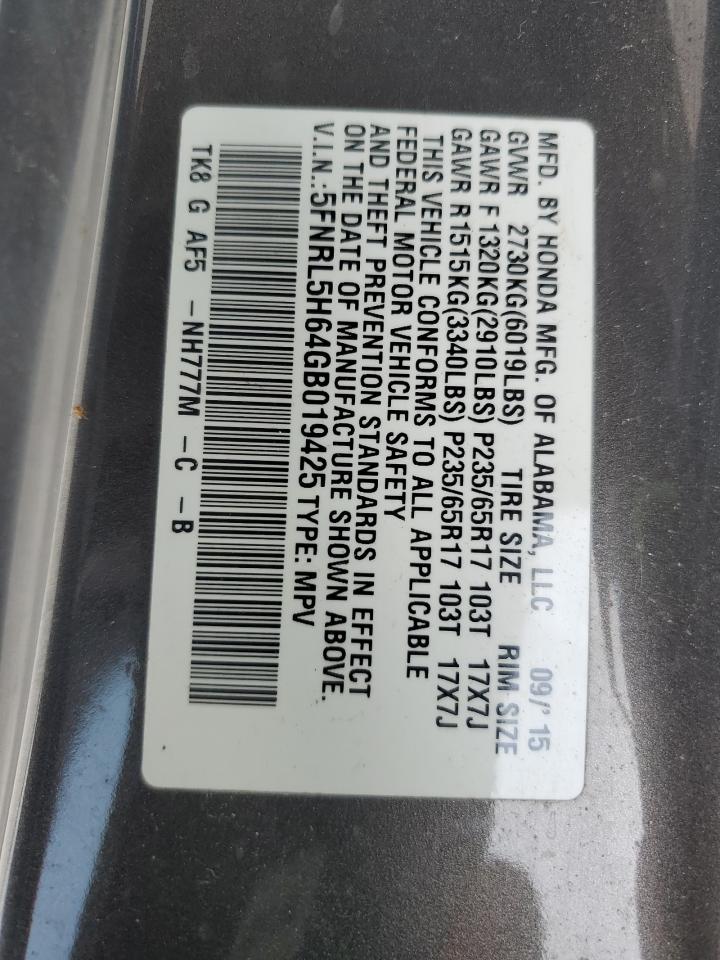 MFD. BY HONDA MFG. OF ALABAMA, LLC 09/'15
GVWR 2730KG(6019LBS) TIRE SIZE RIM SIZE
GAWR F 1320KG(2910LBS) P235/65R17 103T 17X7J
GAWR R 1515KG(3340LBS) P235/65R17 103T 17X7J
THIS VEHICLE CONFORMS TO ALL APPLICABLE
FEDERAL MOTOR VEHICLE SAFETY
AND THEFT PREVENTION STANDARDS IN EFFECT
ON THE DATE OF MANUFACTURE SHOWN ABOVE.
V.I.N.:5FNRL5H64GB019425 TYPE: MPV
TK8 G AF5 -NH777M -C -B